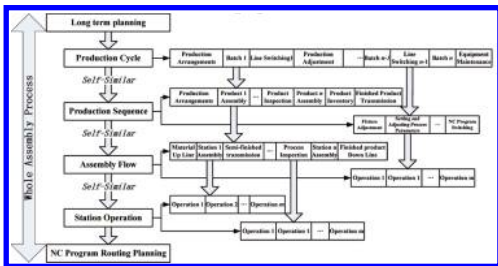 Long term planning
Production Cycle
Self-Similar
Production Sequence
Self-Similar
Assembly Flow
Self-Similar
Station Operation
NC Program Routing Planning
Whole Assembly Process
Production Arrangements
Batch 1
Line Switching1
Production Adjustment
...
Batch n-1
Line Switching n-1
Batch n
Equipment Maintenance
Production Arrangements
Product 1 Assembly
...
Product Inspection
Product n Assembly
Product Inventory
Finished Product Transmission
Fixture Adjustment
Setting and Adjusting Process Parameters
...
NC Program Switching
Material Up Line
Station 1 Assembly
Semi-finished transmission
...
Process Inspection
Station n Assembly
Finished product Down Line
Operation 1
Operation 1
...
Operation m
Operation 1
Operation 2
...
Operation m
Operation 1
Operation 1
...
Operation m